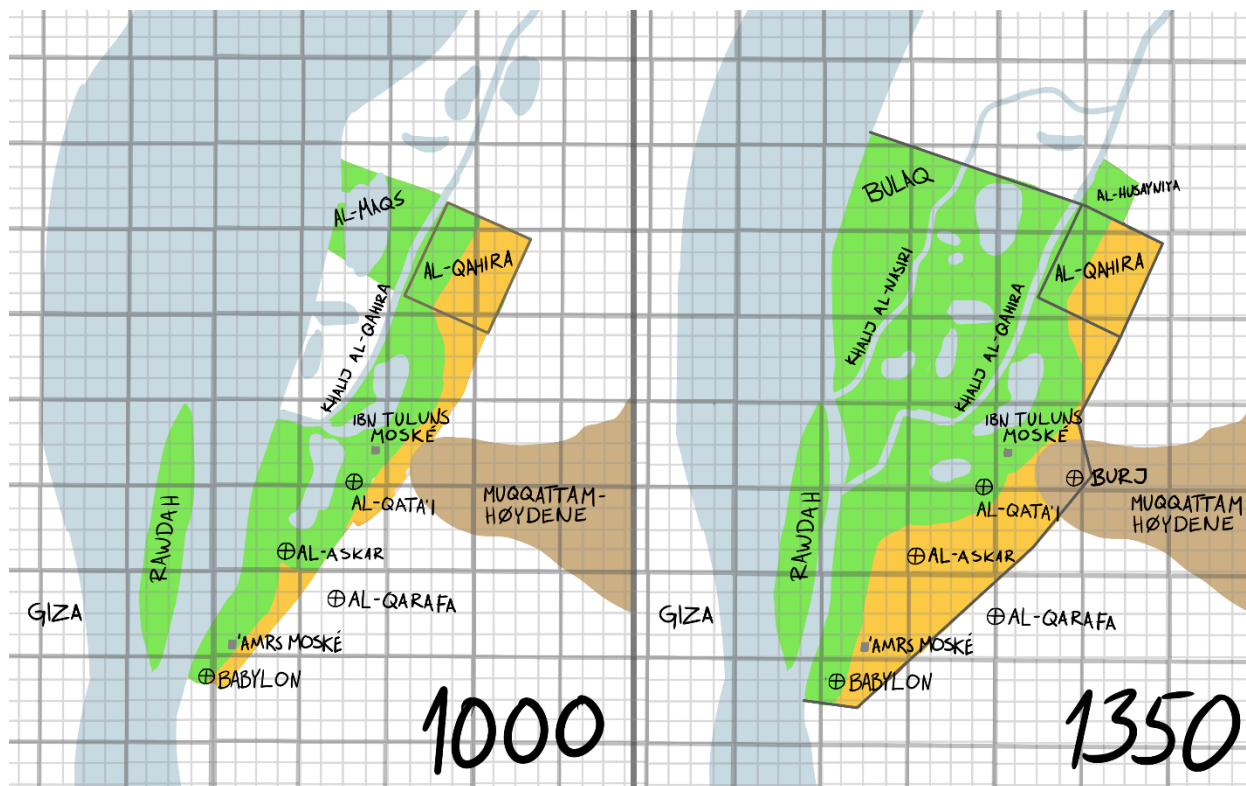 AL-MAQS
AL-QAHIRA
KHALIJ AL-QAHIRA
IBN TULUNS
MOSKÉ
AL-QATA'I
MUQQATTAM-
HØYDENE
RAWDAH
AL-ASKAR
GIZA
AL-QARAFA
'AMRS MOSKÉ
BABYLON
1000
BULAQ
AL-HUSAYNIYA
AL-QAHIRA
KHALIJ AL-NASIRI
KHALIJ AL-QAHIRA
IBN TULUNS
MOSKÉ
BURJ
AL-QATA'I
MUQQATTAM
HØYDENE
RAWDAH
AL-ASKAR
GIZA
AL-QARAFA
'AMRS MOSKÉ
BABYLON
1350